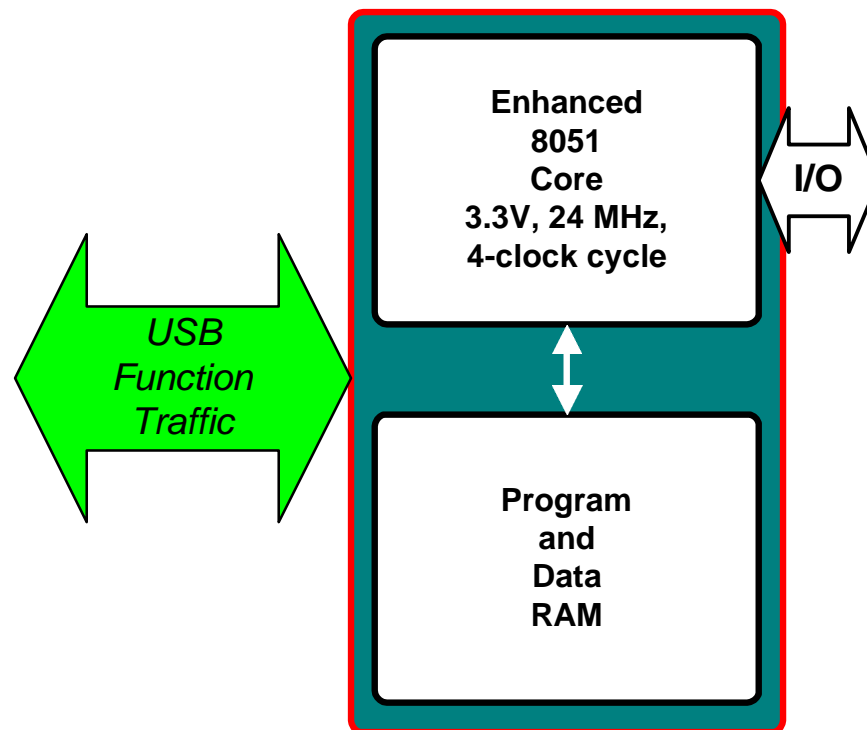 Enhanced
8051
Core
3.3V, 24 MHz,
4-clock cycle
I/O
USB
Function
Traffic
Program
and
Data
RAM